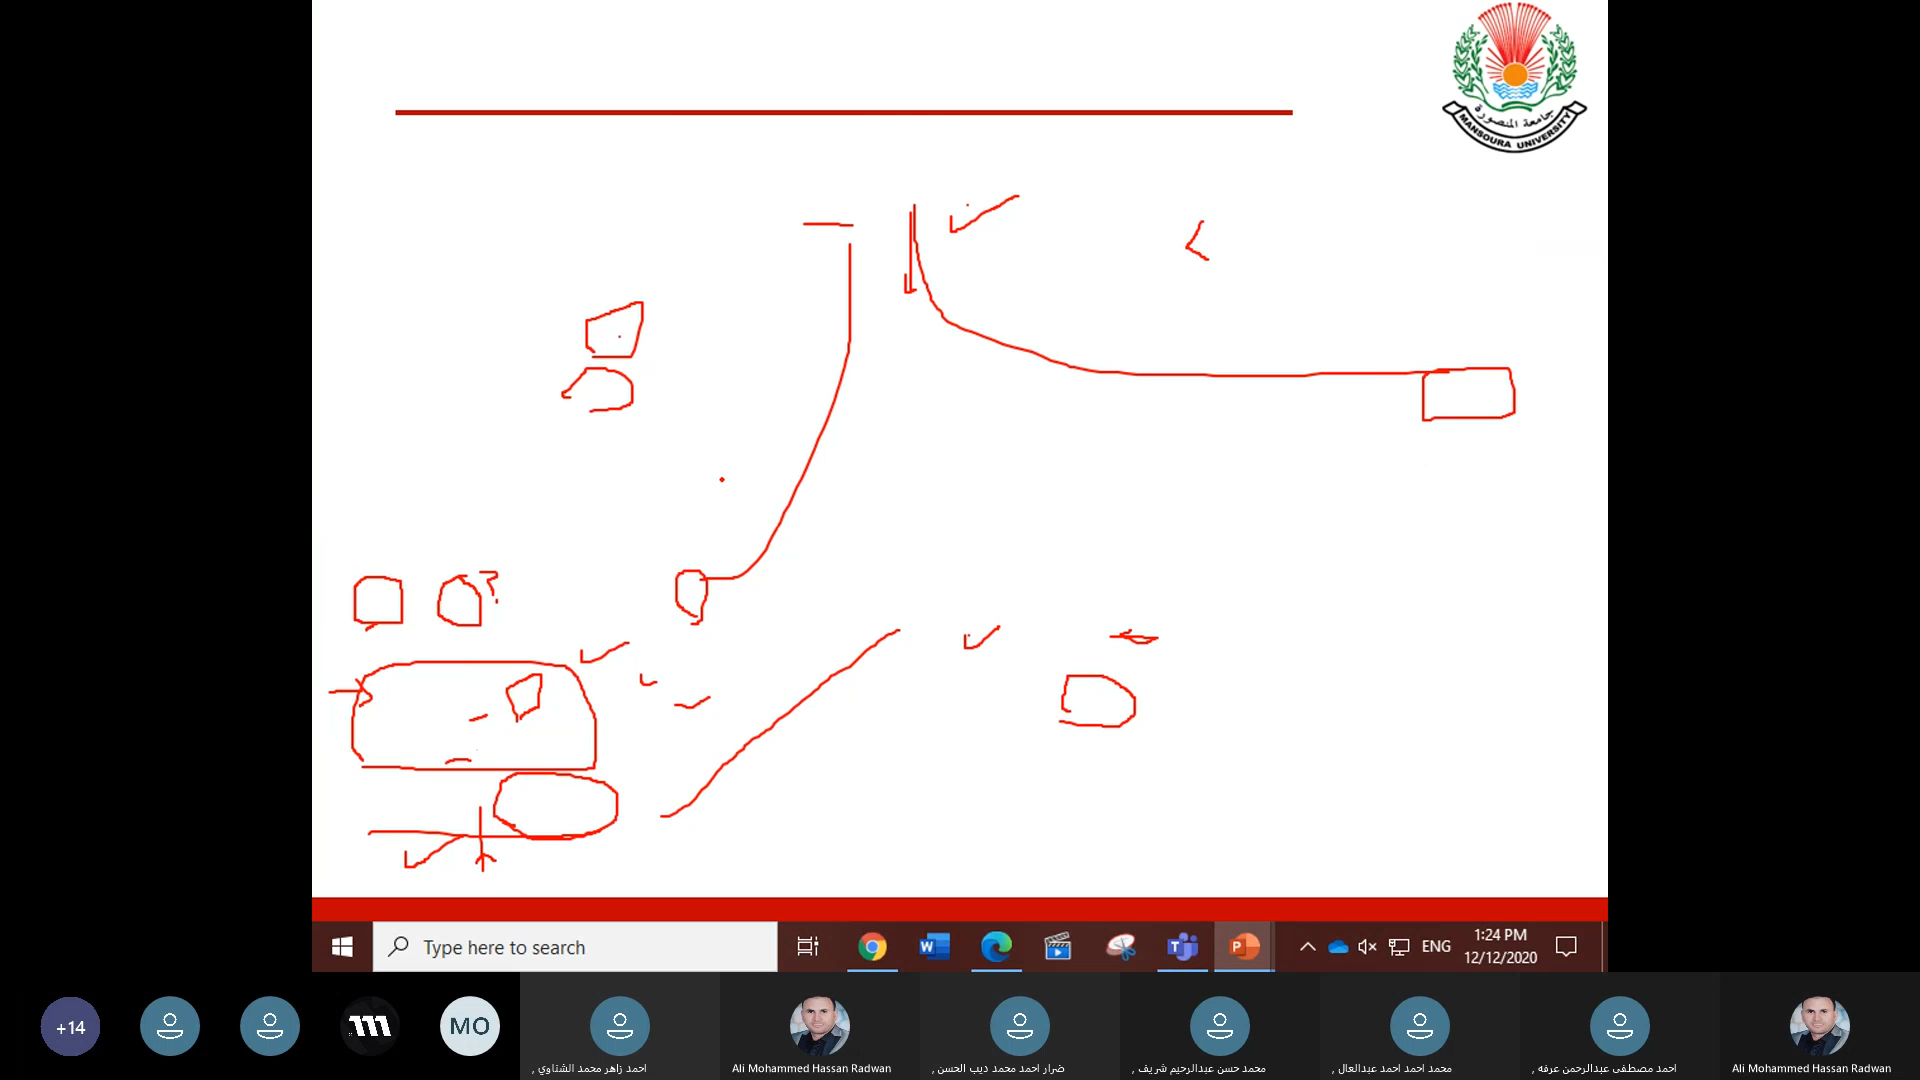 جامعة المنصورة
MANSOURA UNIVERSITY
?
Type here to search
ENG
1:24 PM
12/12/2020
+14
MO
احمد زاهر محمد الشناوي ,
Ali Mohammed Hassan Radwan
ضرار احمد محمد ديب الحسن ,
محمد حسن عبدالرحيم شريف ,
محمد احمد احمد عبدالعال ,
احمد مصطفى عبدالرحمن عرفه ,
Ali Mohammed Hassan Radwan